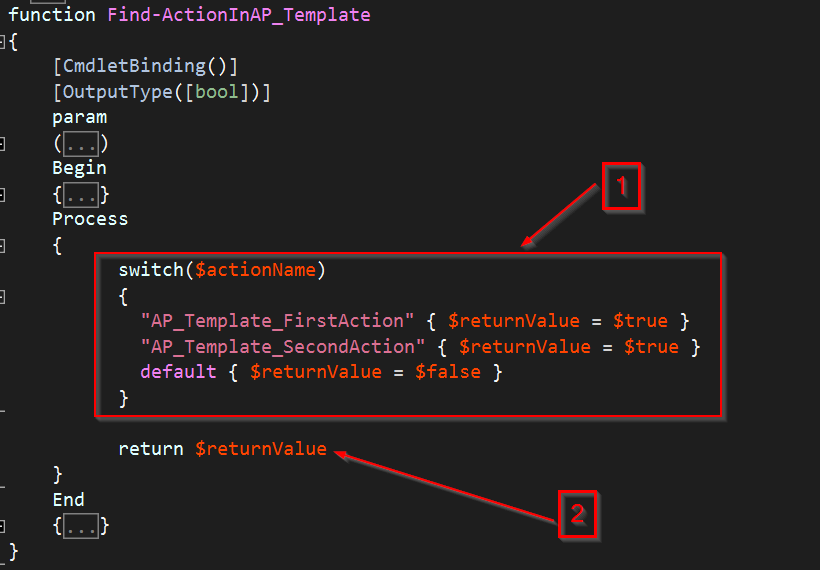 function Find-ActionInAP_Template
{
[CmdletBinding()]
[OutputType([bool])]
param
(...)
Begin
{...}
Process
{
switch($actionName)
{
"AP_Template_FirstAction" { $returnValue = $true }
"AP_Template_SecondAction" { $returnValue = $true }
default { $returnValue = $false }
}
return $returnValue
}
End
{...}
}
1
2